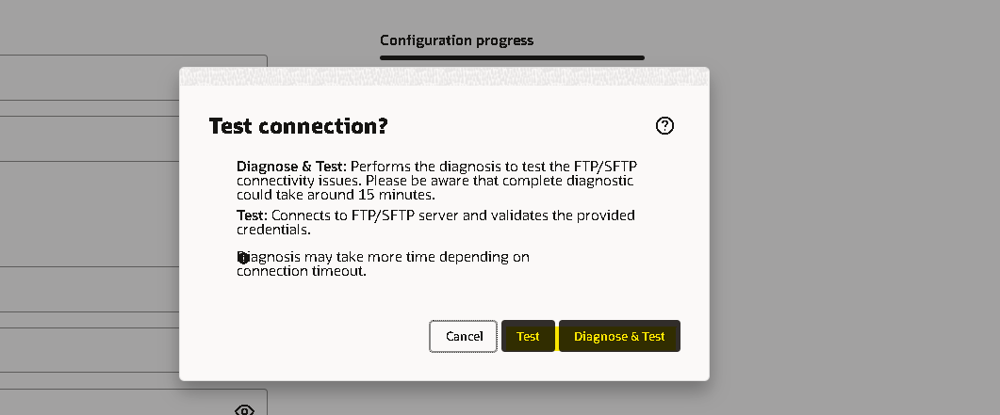 Configuration progress
Test connection?
Diagnose & Test: Performs the diagnosis to test the FTP/SFTP
connectivity issues. Please be aware that complete diagnostic
could take around 15 minutes.
Test: Connects to FTP/SFTP server and validates the provided
credentials.
Diagnosis may take more time depending on
connection timeout.
Cancel Test Diagnose & Test